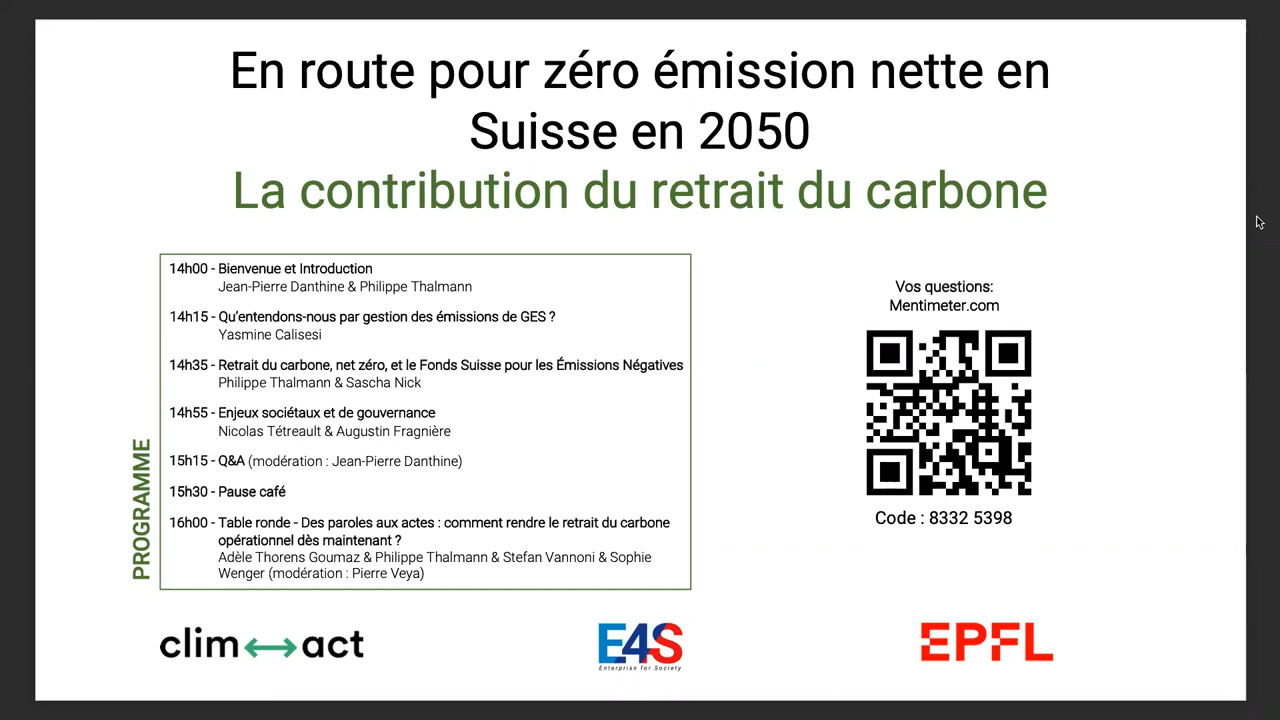 En route pour zéro émission nette en
Suisse en 2050
La contribution du retrait du carbone
PROGRAMME
14h00 - Bienvenue et Introduction
Jean-Pierre Danthine & Philippe Thalmann
14h15 - Qu'entendons-nous par gestion des émissions de GES ?
Yasmine Calisesi
14h35 - Retrait du carbone, net zéro, et le Fonds Suisse pour les Émissions Négatives
Philippe Thalmann & Sascha Nick
14h55 - Enjeux sociétaux et de gouvernance
Nicolas Tétreault & Augustin Fragnière
15h15 - Q&A (modération : Jean-Pierre Danthine)
15h30 - Pause café
16h00 - Table ronde - Des paroles aux actes : comment rendre le retrait du carbone
opérationnel dès maintenant ?
Adèle Thorens Goumaz & Philippe Thalmann & Stefan Vannoni & Sophie
Wenger (modération : Pierre Veya)
Vos questions:
Mentimeter.com
Code : 8332 5398
clim act
E4S
Enterprise for Society
EPFL